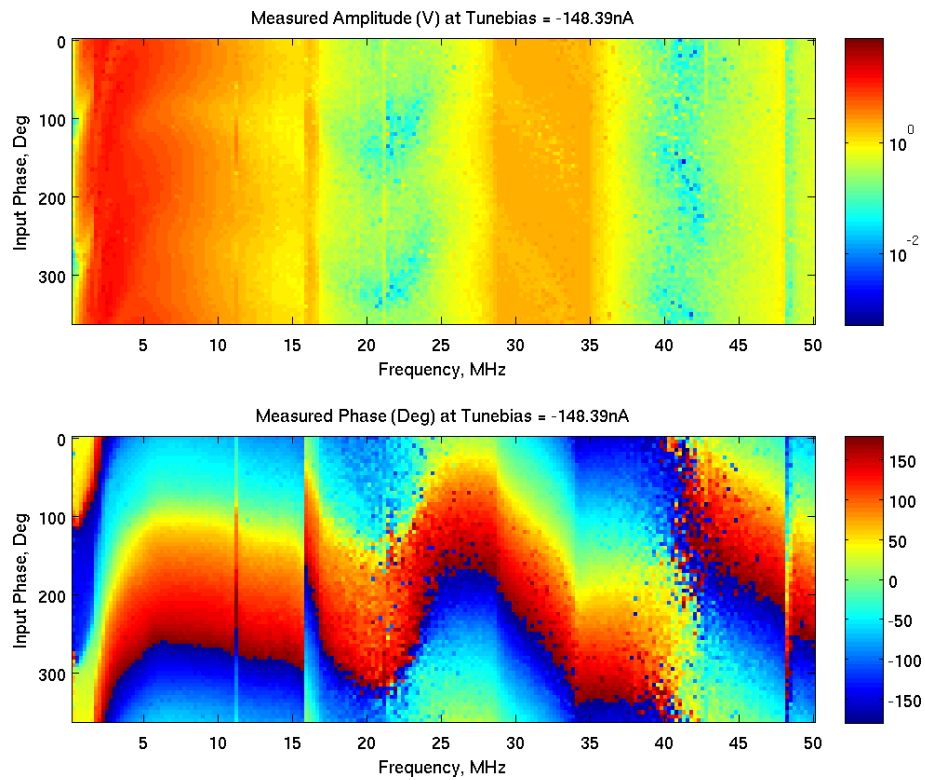 Measured Amplitude (V) at Tunebias = -148.39nA
0
100
200
300
Input Phase, Deg
5 10 15 20 25 30 35 40 45 50
Frequency, MHz
10^0
10^-2
Measured Phase (Deg) at Tunebias = -148.39nA
0
100
200
300
Input Phase, Deg
5 10 15 20 25 30 35 40 45 50
Frequency, MHz
150
100
50
0
-50
-100
-150